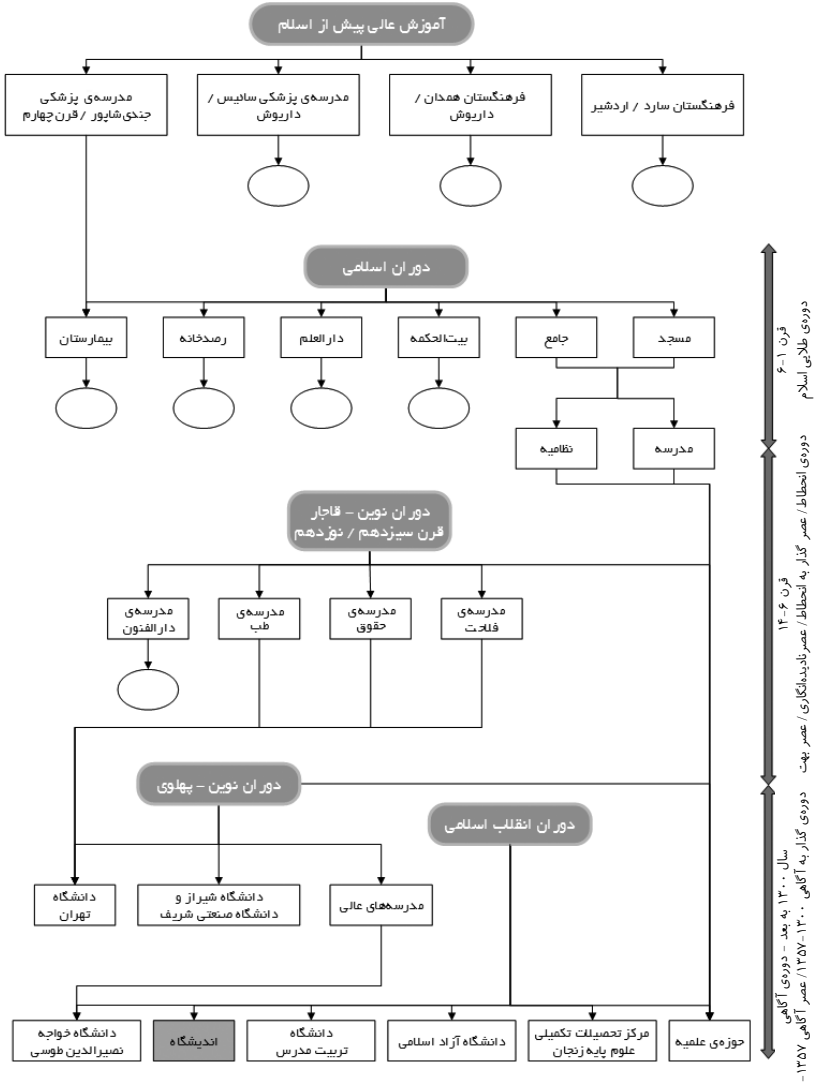 آموزش عالی پیش از اسلام
فرهنگستان سارد / اردشیر
فرهنگستان همدان /
داریوش
مدرسه‌ی پزشکی سائیس /
داریوش
مدرسه‌ی پزشکی
جندی‌شاپور / قرن چهارم
دوران اسلامی
مسجد
جامع
بیت‌الحکمه
دارالعلم
رصدخانه
بیمارستان
مدرسه
نظامیه
دوران نوین - قاجار
قرن سیزدهم / نوزدهم
مدرسه‌ی
فلاحت
مدرسه‌ی
حقوق
مدرسه‌ی
طب
مدرسه‌ی
دارالفنون
دوران نوین - پهلوی
دوران انقلاب اسلامی
مدرسه‌های عالی
دانشگاه شیراز و
دانشگاه صنعتی شریف
دانشگاه
تهران
حوزه‌ی علمیه
مرکز تحصیلات تکمیلی
علوم پایه زنجان
دانشگاه آزاد اسلامی
دانشگاه
تربیت مدرس
اندیشگاه
دانشگاه خواجه
نصیرالدین طوسی
قرن ۱-۶
دوره‌ی طلایی اسلام
قرن ۶-۱۴
دوره‌ی انحطاط / عصر گذار به انحطاط / عصر نادیده‌انگاری / عصر بهت
سال ۱۳۰۰ به بعد - دوره‌ی آگاهی
دوره‌ی گذار به آگاهی ۱۳۰۰-۱۳۵۷ / عصر آگاهی ۱۳۵۷-